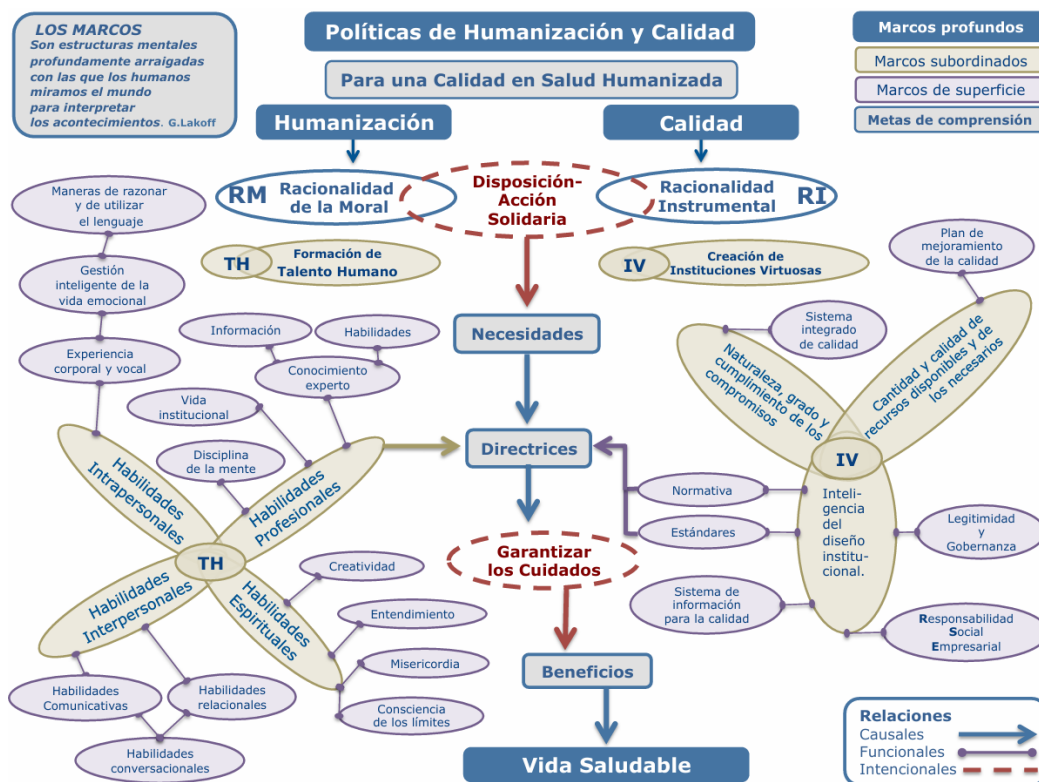 LOS MARCOS
Son estructuras mentales
profundamente arraigadas
con las que los humanos
miramos el mundo
para interpretar
los acontecimientos. G.Lakoff
Políticas de Humanización y Calidad
Para una Calidad en Salud Humanizada
Marcos profundos
Marcos subordinados
Marcos de superficie
Metas de comprensión
Humanización
Calidad
RM
Racionalidad
de la Moral
Disposición-
Acción
Solidaria
Racionalidad
Instrumental
RI
TH
Formación de
Talento Humano
IV
Creación de
Instituciones Virtuosas
Maneras de razonar
y de utilizar
el lenguaje
Gestión
inteligente de la
vida emocional
Experiencia
corporal y vocal
Información
Habilidades
Conocimiento
experto
Vida
institucional
Disciplina
de la mente
Habilidades
Intrapersonales
Habilidades
Profesionales
TH
Habilidades
Interpersonales
Habilidades
Espirituales
Creatividad
Entendimiento
Misericordia
Consciencia
de los límites
Habilidades
Comunicativas
Habilidades
relacionales
Habilidades
conversacionales
Necesidades
Directrices
Garantizar
los Cuidados
Beneficios
Vida Saludable
Plan de
mejoramiento
de la calidad
Sistema
integrado
de calidad
Naturaleza, grado y
cumplimiento de los
compromisos
Cantidad y calidad de
recursos disponibles y de
los necesarios
IV
Inteli-
gencia
del
diseño
institu-
cional.
Normativa
Estándares
Sistema de
información
para la calidad
Legitimidad
y
Gobernanza
Responsabilidad
Social
Empresarial
Relaciones
Causales
Funcionales
Intencionales